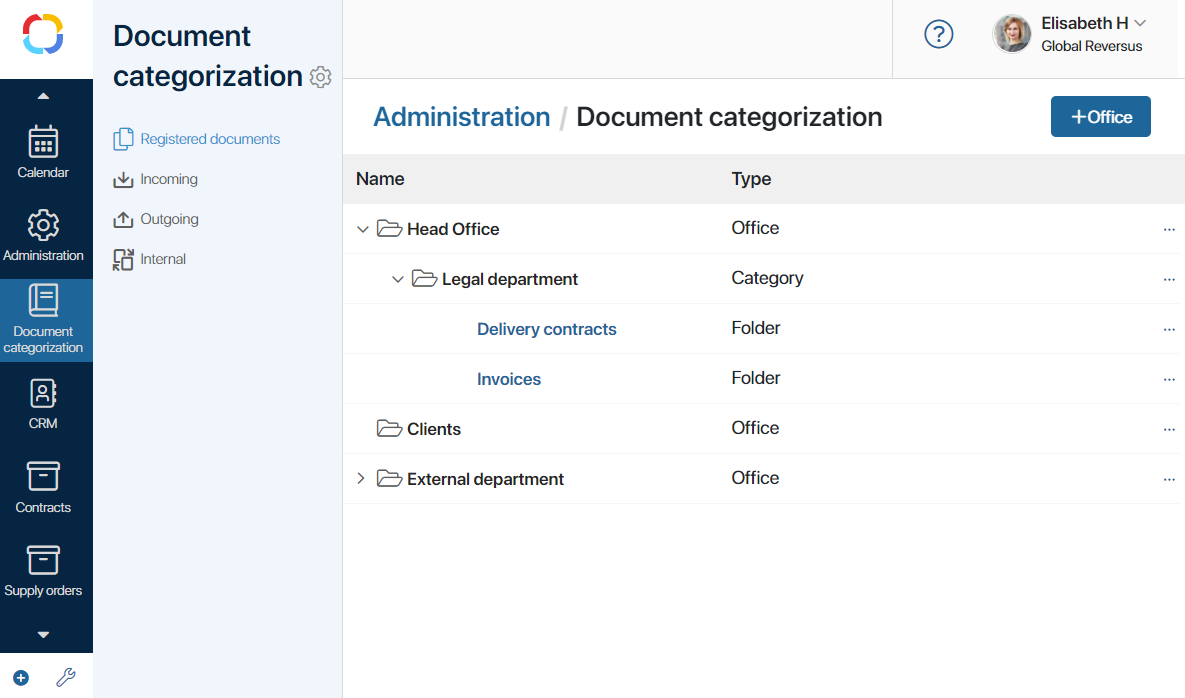 Calendar
Administration
Document
categorization
CRM
Contracts
Supply orders
Document
categorization
Registered documents
Incoming
Outgoing
Internal
?
Elisabeth H
Global Reversus
Administration / Document categorization
+Office
Name Type
Head Office Office ...
Legal department Category ...
Delivery contracts Folder ...
Invoices Folder ...
Clients Office ...
External department Office ...